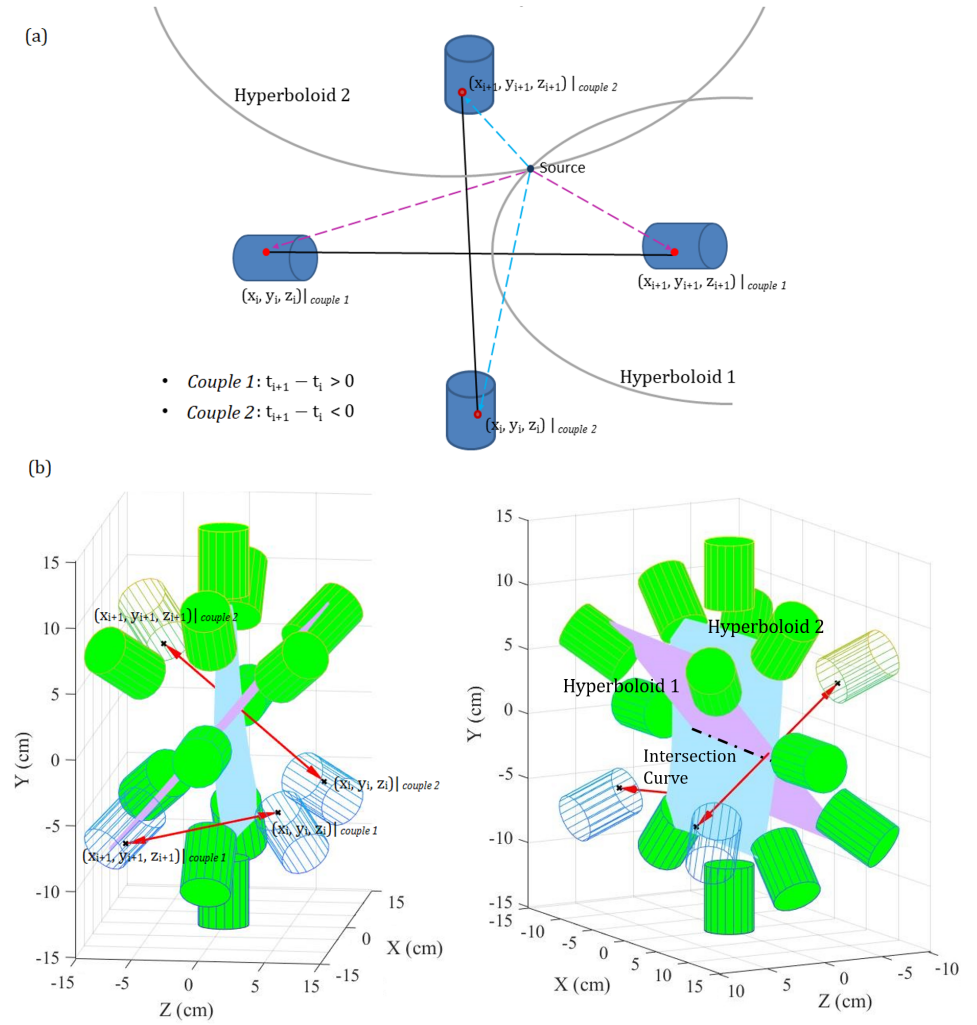 (a)
Hyperboloid 2
(xᵢ₊₁, yᵢ₊₁, zᵢ₊₁) | couple 2
Source
(xᵢ, yᵢ, zᵢ)| couple 1
(xᵢ₊₁, yᵢ₊₁, zᵢ₊₁) | couple 1
Hyperboloid 1
• Couple 1: tᵢ₊₁ − tᵢ > 0
• Couple 2: tᵢ₊₁ − tᵢ < 0
(xᵢ, yᵢ, zᵢ) | couple 2
(b)
15
10
5
0
-5
-10
-15
Y (cm)
(xᵢ₊₁, yᵢ₊₁, zᵢ₊₁)| couple 2
(xᵢ, yᵢ, zᵢ)| couple 2
(xᵢ, yᵢ, zᵢ)| couple 1
(xᵢ₊₁, yᵢ₊₁, zᵢ₊₁)| couple 1
-15
-10
-5
0
5
10
15
Z (cm)
15
0
-15
X (cm)
15
10
5
0
-5
-10
-15
Y (cm)
Hyperboloid 2
Hyperboloid 1
Intersection
Curve
-15
-10
-5
0
5
10
15
X (cm)
10
5
0
-5
-10
Z (cm)